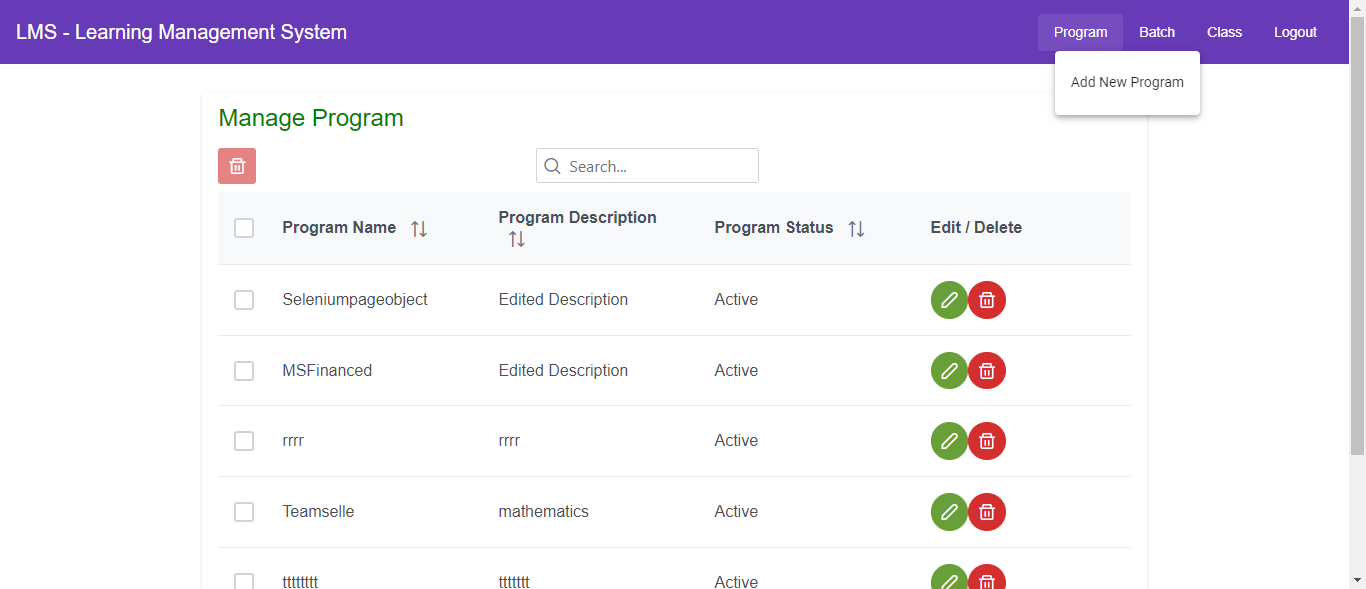 LMS - Learning Management System
Program Batch Class Logout
Add New Program
Manage Program
Search...
Program Name Program Description Program Status Edit / Delete
Seleniumpageobject Edited Description Active
MSFinanced Edited Description Active
rrrr rrrr Active
Teamselle mathematics Active
tttttttt ttttttt Active